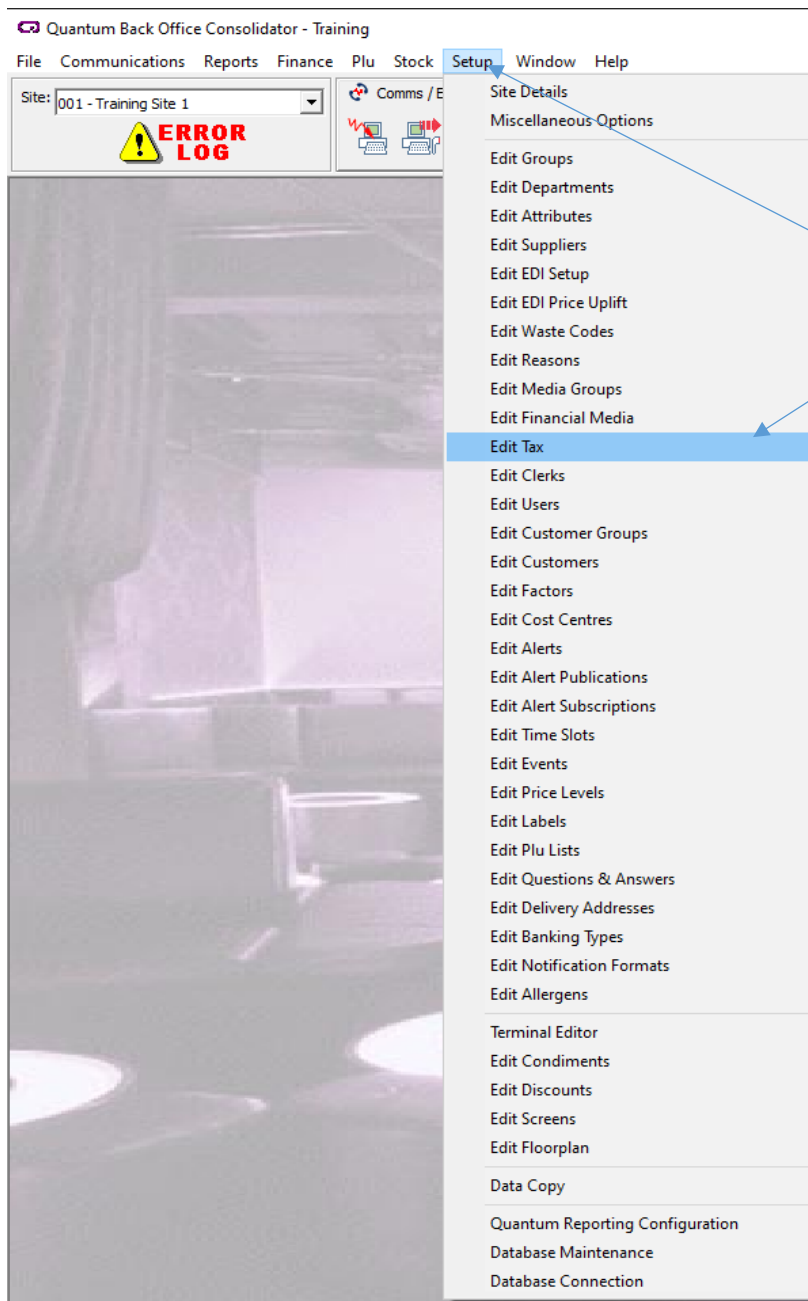 Quantum Back Office Consolidator - Training
File Communications Reports Finance Plu Stock Setup Window Help
Site: 001 - Training Site 1
Comms / E
ERROR
LOG
Site Details
Miscellaneous Options
Edit Groups
Edit Departments
Edit Attributes
Edit Suppliers
Edit EDI Setup
Edit EDI Price Uplift
Edit Waste Codes
Edit Reasons
Edit Media Groups
Edit Financial Media
Edit Tax
Edit Clerks
Edit Users
Edit Customer Groups
Edit Customers
Edit Factors
Edit Cost Centres
Edit Alerts
Edit Alert Publications
Edit Alert Subscriptions
Edit Time Slots
Edit Events
Edit Price Levels
Edit Labels
Edit Plu Lists
Edit Questions & Answers
Edit Delivery Addresses
Edit Banking Types
Edit Notification Formats
Edit Allergens
Terminal Editor
Edit Condiments
Edit Discounts
Edit Screens
Edit Floorplan
Data Copy
Quantum Reporting Configuration
Database Maintenance
Database Connection